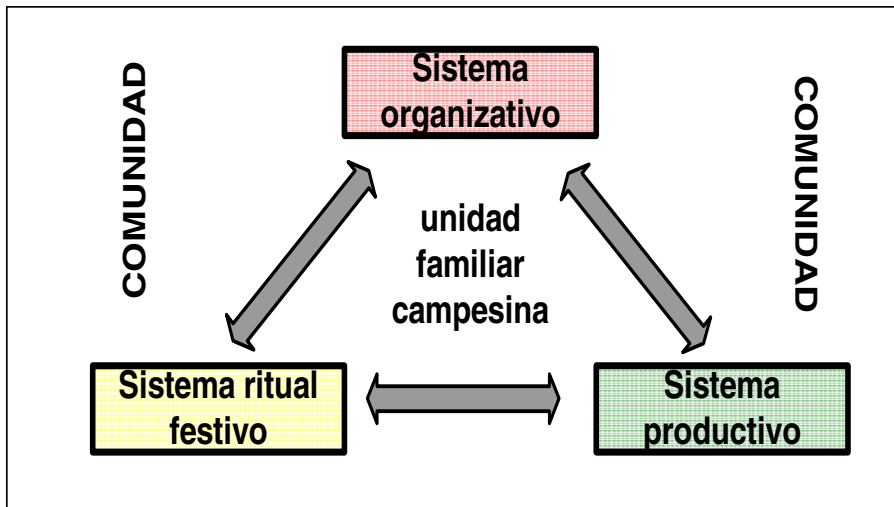 Sistema
organizativo
COMUNIDAD
COMUNIDAD
unidad
familiar
campesina
Sistema ritual
festivo
Sistema
productivo